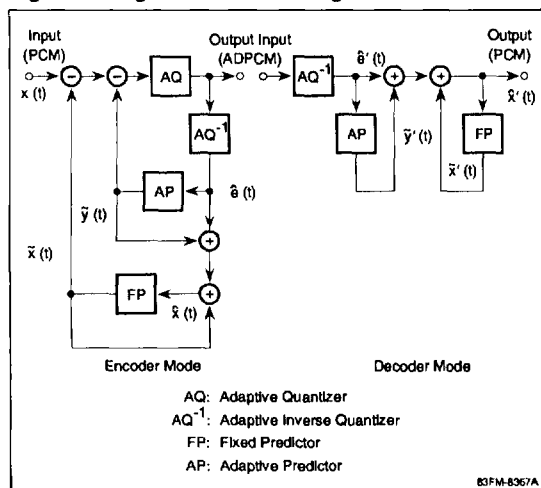 Input
(PCM)
x (t)
AQ
Output Input
(ADPCM)
AQ⁻¹
ê′(t)
Output
(PCM)
x̂′(t)
AQ⁻¹
AP
ỹ′(t)
FP
x̃′(t)
AP
ê(t)
ỹ (t)
x̃ (t)
FP
x̂ (t)
Encoder Mode
Decoder Mode
AQ: Adaptive Quantizer
AQ⁻¹: Adaptive Inverse Quantizer
FP: Fixed Predictor
AP: Adaptive Predictor
83FM-8367A